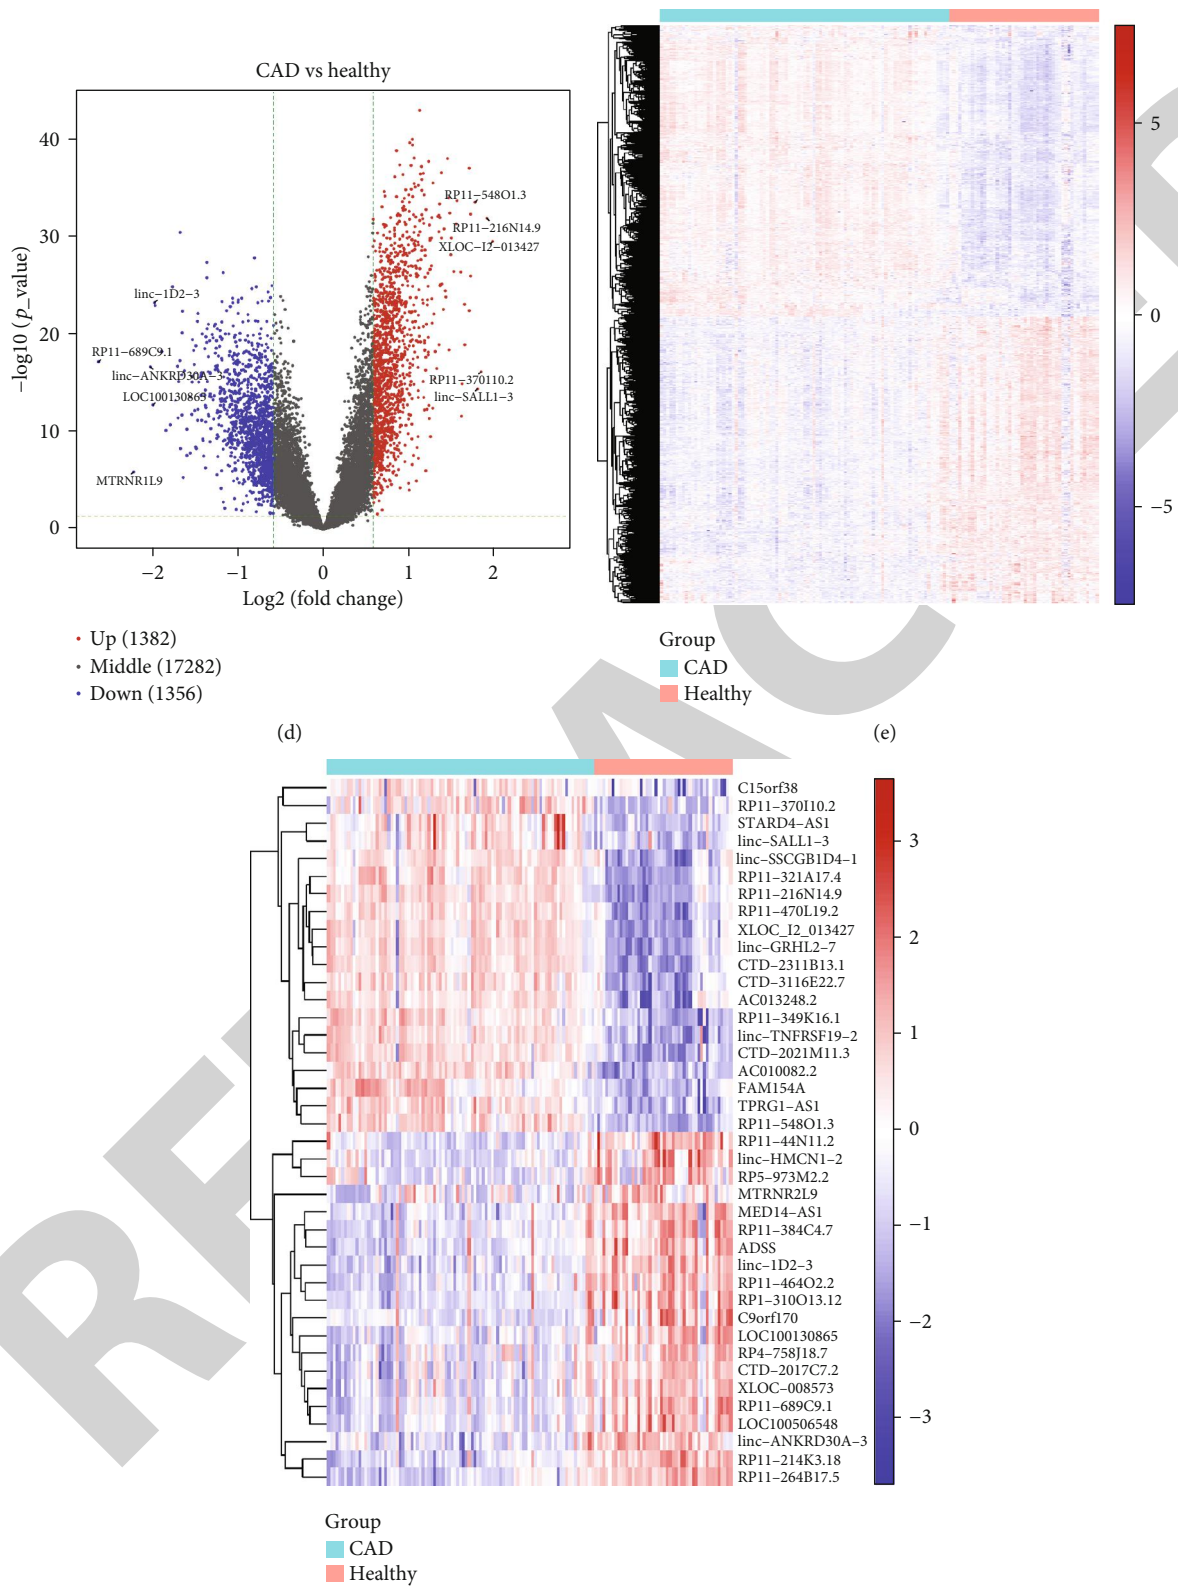 CAD vs healthy
−log10 (p_value)
40
30
20
10
0
RP11−548O1.3
RP11−216N14.9
XLOC−I2−013427
linc−1D2−3
RP11−689C9.1
linc−ANKRD30A−3
LOC100130865
RP11−370110.2
linc−SALL1−3
MTRNR1L9
−2 −1 0 1 2
Log2 (fold change)
Up (1382)
Middle (17282)
Down (1356)
(d)
5
0
−5
Group
CAD
Healthy
(e)
C15orf38
RP11−370I10.2
STARD4−AS1
linc−SALL1−3
linc−SSCGB1D4−1
RP11−321A17.4
RP11−216N14.9
RP11−470L19.2
XLOC_I2_013427
linc−GRHL2−7
CTD−2311B13.1
CTD−3116E22.7
AC013248.2
RP11−349K16.1
linc−TNFRSF19−2
CTD−2021M11.3
AC010082.2
FAM154A
TPRG1−AS1
RP11−548O1.3
RP11−44N11.2
linc−HMCN1−2
RP5−973M2.2
MTRNR2L9
MED14−AS1
RP11−384C4.7
ADSS
linc−1D2−3
RP11−464O2.2
RP1−310O13.12
C9orf170
LOC100130865
RP4−758J18.7
CTD−2017C7.2
XLOC−008573
RP11−689C9.1
LOC100506548
linc−ANKRD30A−3
RP11−214K3.18
RP11−264B17.5
3
2
1
0
−1
−2
−3
Group
CAD
Healthy